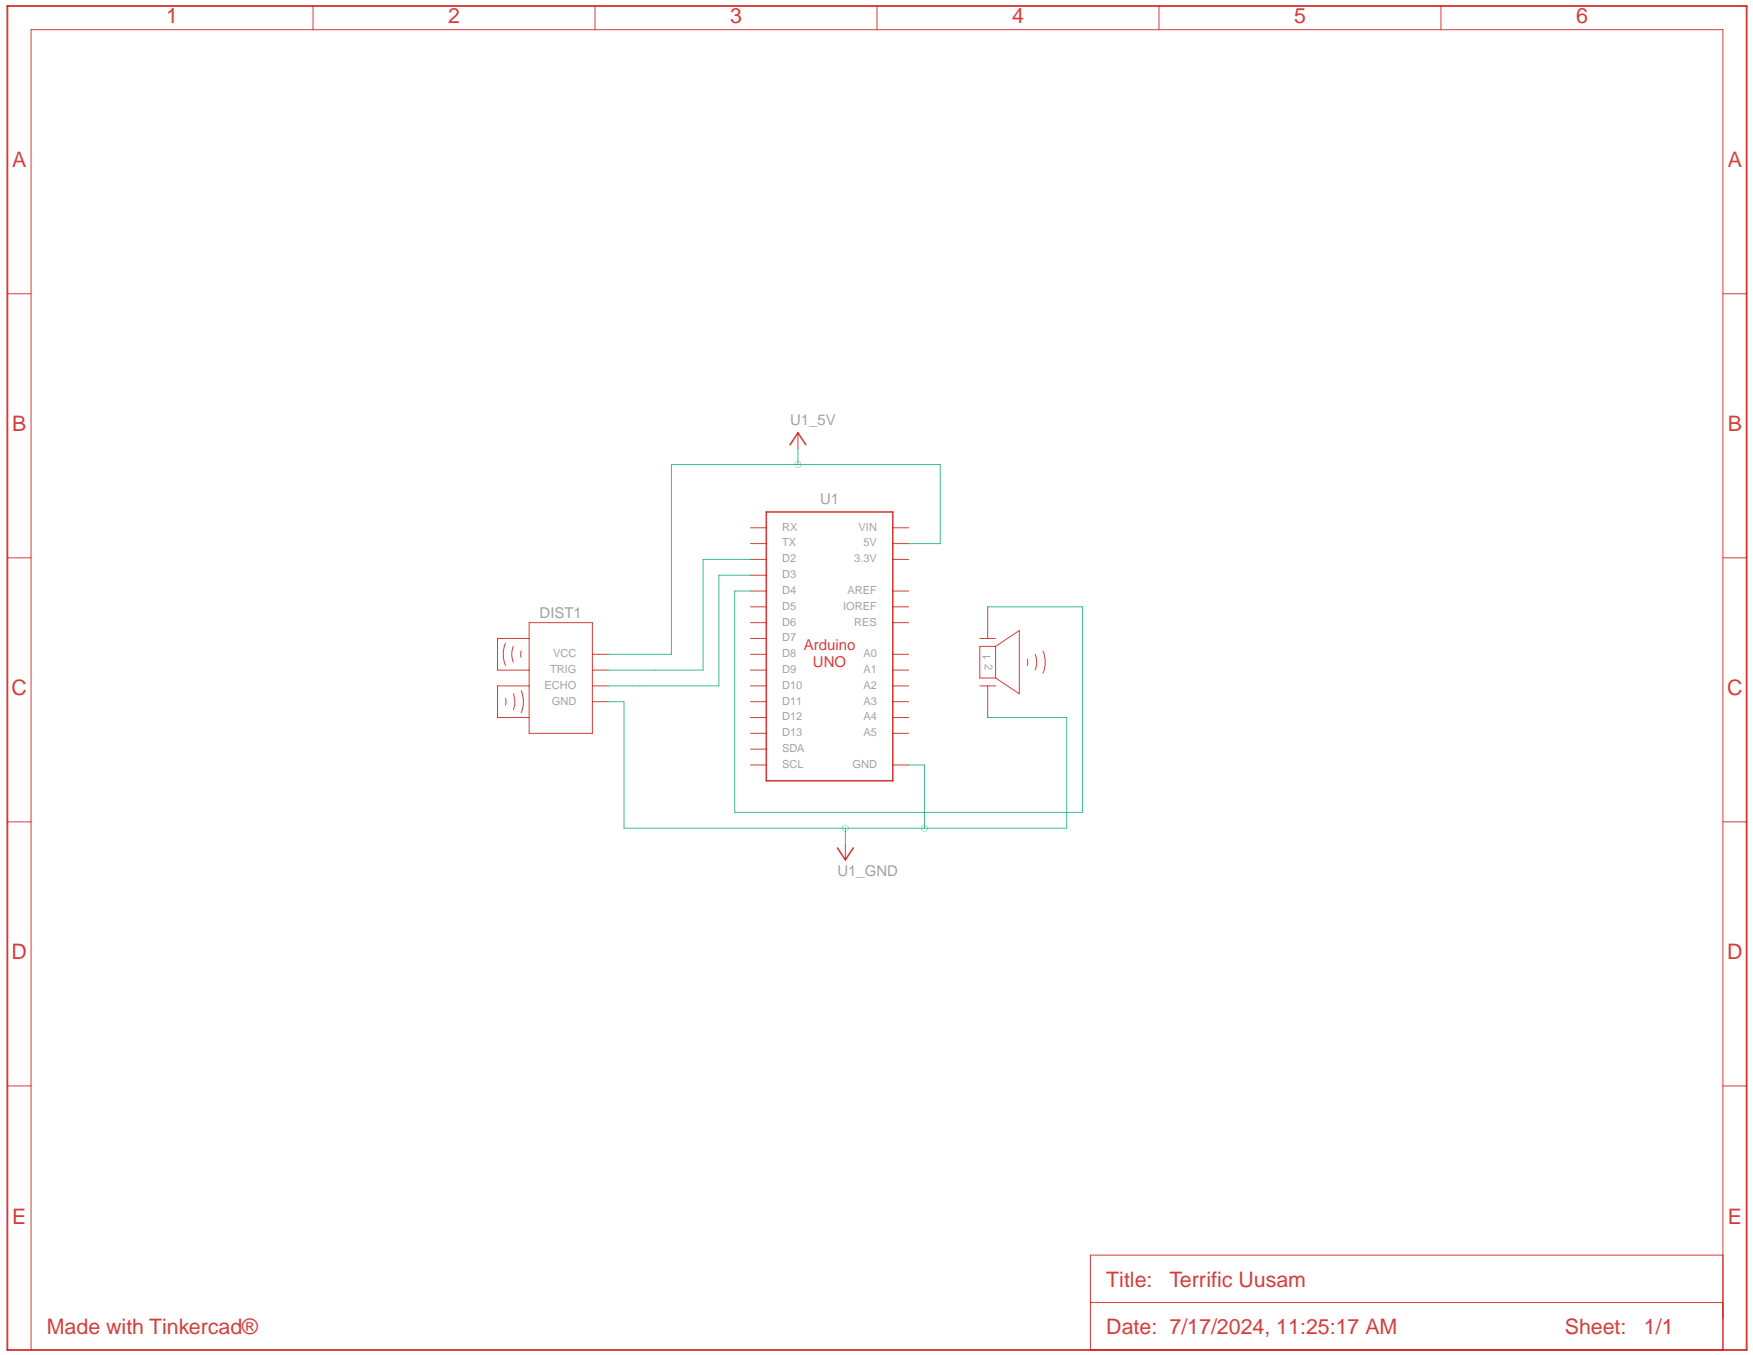 1 2 3 4 5 6
A A
B B
U1_5V
U1
RX VIN
TX 5V
D2 3.3V
D3
D4 AREF
D5 IOREF
D6 RES
D7
Arduino
UNO
D8 A0
D9 A1
D10 A2
D11 A3
D12 A4
D13 A5
SDA
SCL GND
DIST1
VCC
TRIG
ECHO
GND
1
2
C C
U1_GND
D D
E E
Title: Terrific Uusam
Made with Tinkercad®
Date: 7/17/2024, 11:25:17 AM Sheet: 1/1